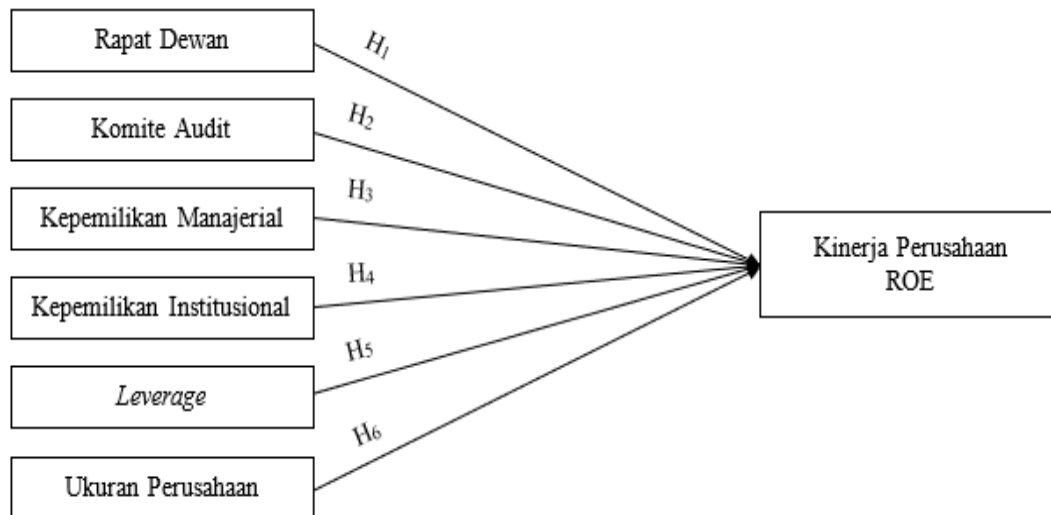 Rapat Dewan
H1
Komite Audit
H2
Kepemilikan Manajerial
H3
Kepemilikan Institusional
H4
Leverage
H5
Ukuran Perusahaan
H6
Kinerja Perusahaan
ROE